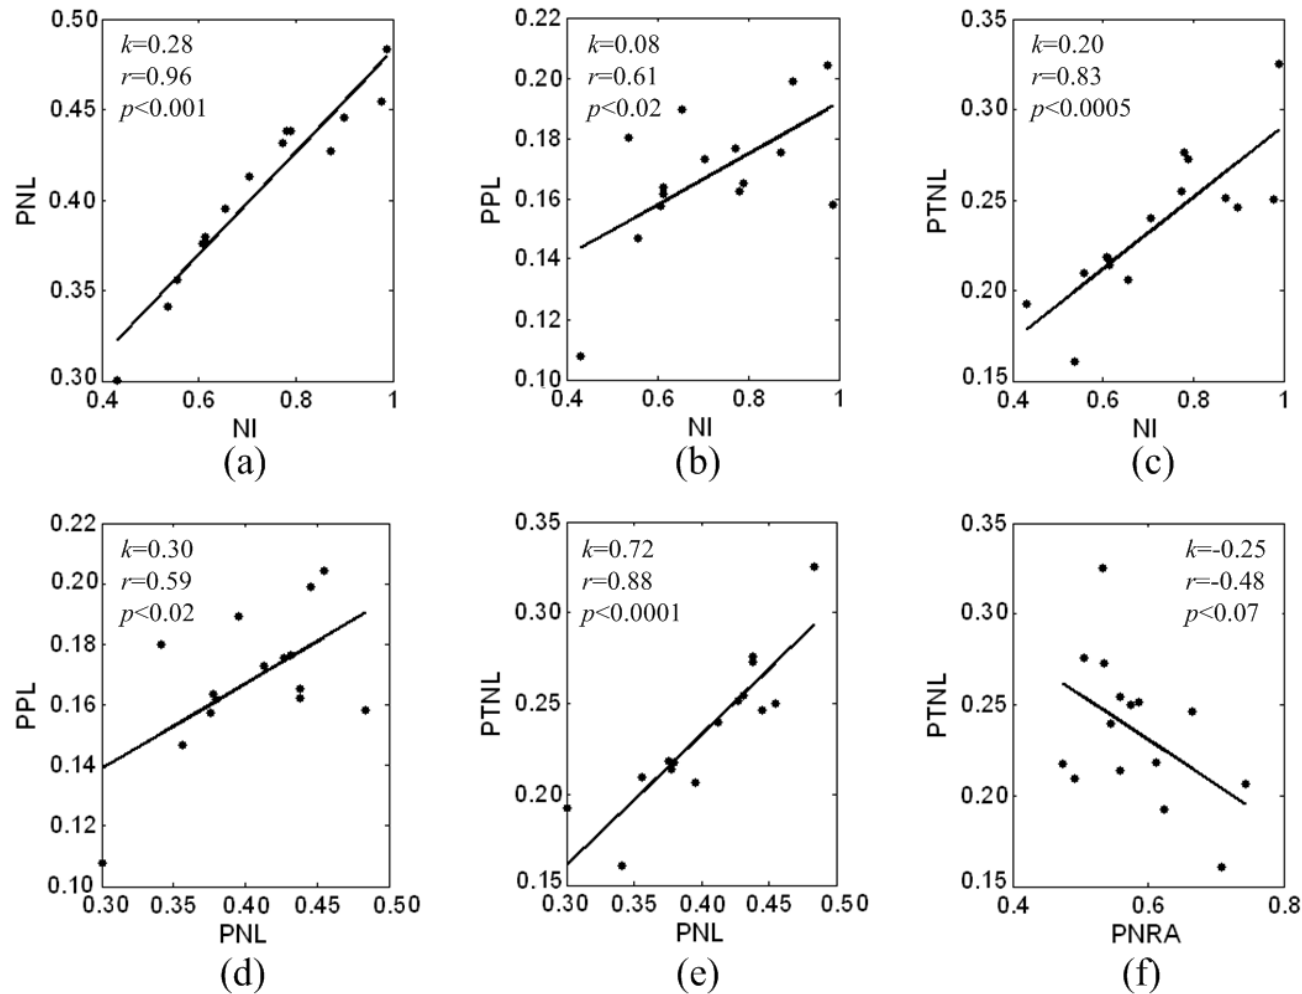 0.50
k=0.28
r=0.96
p<0.001
0.45
0.40
0.35
0.30
0.4
0.6
0.8
1
PNL
NI
(a)
0.22
k=0.08
r=0.61
p<0.02
0.20
0.18
0.16
0.14
0.12
0.10
0.4
0.6
0.8
1
PPL
NI
(b)
0.35
k=0.20
r=0.83
p<0.0005
0.30
0.25
0.20
0.15
0.4
0.6
0.8
1
PTNL
NI
(c)
0.22
k=0.30
r=0.59
p<0.02
0.20
0.18
0.16
0.14
0.12
0.10
0.30
0.35
0.40
0.45
0.50
PPL
PNL
(d)
0.35
k=0.72
r=0.88
p<0.0001
0.30
0.25
0.20
0.15
0.30
0.35
0.40
0.45
0.50
PTNL
PNL
(e)
0.35
k=-0.25
r=-0.48
p<0.07
0.30
0.25
0.20
0.15
0.4
0.6
0.8
PTNL
PNRA
(f)